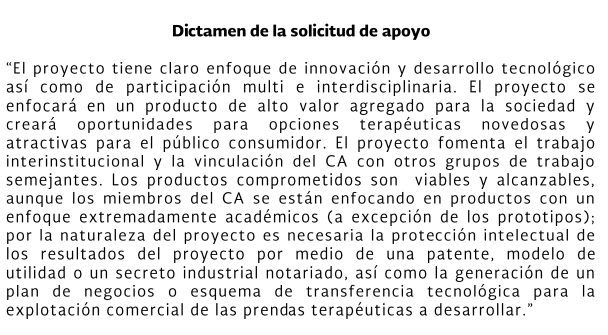 Dictamen de la solicitud de apoyo
“El proyecto tiene claro enfoque de innovación y desarrollo tecnológico
así como de participación multi e interdisciplinaria. El proyecto se
enfocará en un producto de alto valor agregado para la sociedad y
creará oportunidades para opciones terapéuticas novedosas y
atractivas para el público consumidor. El proyecto fomenta el trabajo
interinstitucional y la vinculación del CA con otros grupos de trabajo
semejantes. Los productos comprometidos son viables y alcanzables,
aunque los miembros del CA se están enfocando en productos con un
enfoque extremadamente académicos (a excepción de los prototipos);
por la naturaleza del proyecto es necesaria la protección intelectual de
los resultados del proyecto por medio de una patente, modelo de
utilidad o un secreto industrial notariado, así como la generación de un
plan de negocios o esquema de transferencia tecnológica para la
explotación comercial de las prendas terapéuticas a desarrollar.”